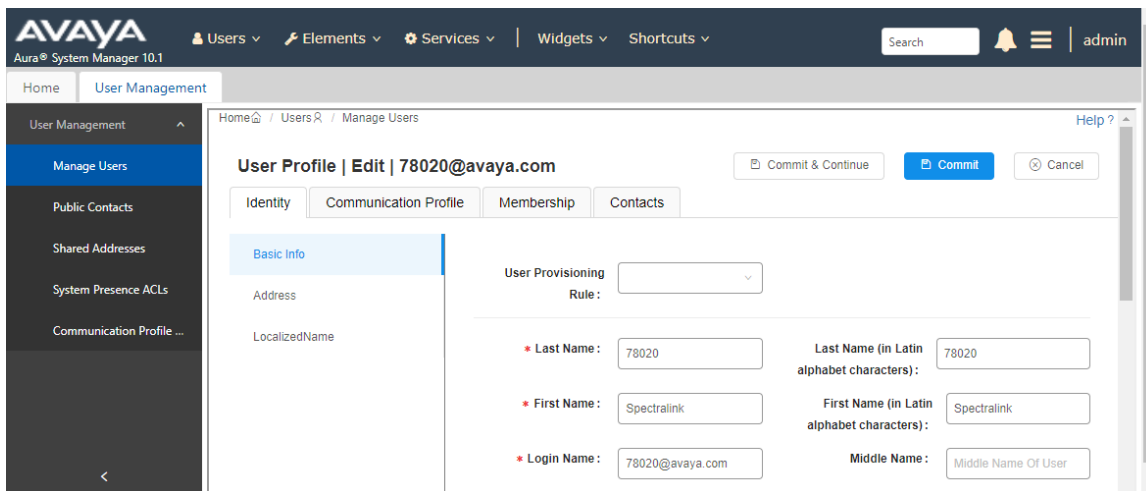 AVAYA
Aura® System Manager 10.1
Users
Elements
Services
Widgets
Shortcuts
Search
admin
Home
User Management
User Management
Manage Users
Public Contacts
Shared Addresses
System Presence ACLs
Communication Profile ...
Home / Users / Manage Users
Help ?
User Profile | Edit | 78020@avaya.com
Commit & Continue
Commit
Cancel
Identity
Communication Profile
Membership
Contacts
Basic Info
Address
LocalizedName
User Provisioning
Rule :
* Last Name :
78020
Last Name (in Latin
alphabet characters) :
78020
* First Name :
Spectralink
First Name (in Latin
alphabet characters) :
Spectralink
* Login Name :
78020@avaya.com
Middle Name :
Middle Name Of User